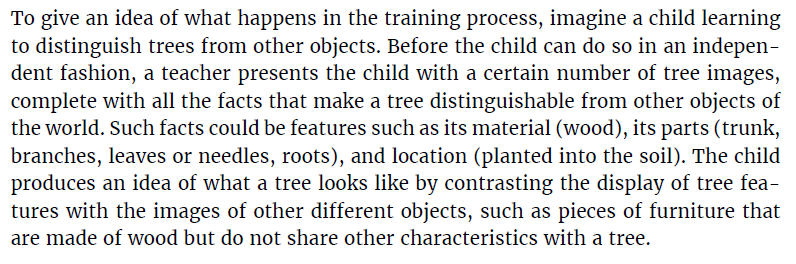 To give an idea of what happens in the training process, imagine a child learning
to distinguish trees from other objects. Before the child can do so in an indepen-
dent fashion, a teacher presents the child with a certain number of tree images,
complete with all the facts that make a tree distinguishable from other objects of
the world. Such facts could be features such as its material (wood), its parts (trunk,
branches, leaves or needles, roots), and location (planted into the soil). The child
produces an idea of what a tree looks like by contrasting the display of tree fea-
tures with the images of other different objects, such as pieces of furniture that
are made of wood but do not share other characteristics with a tree.